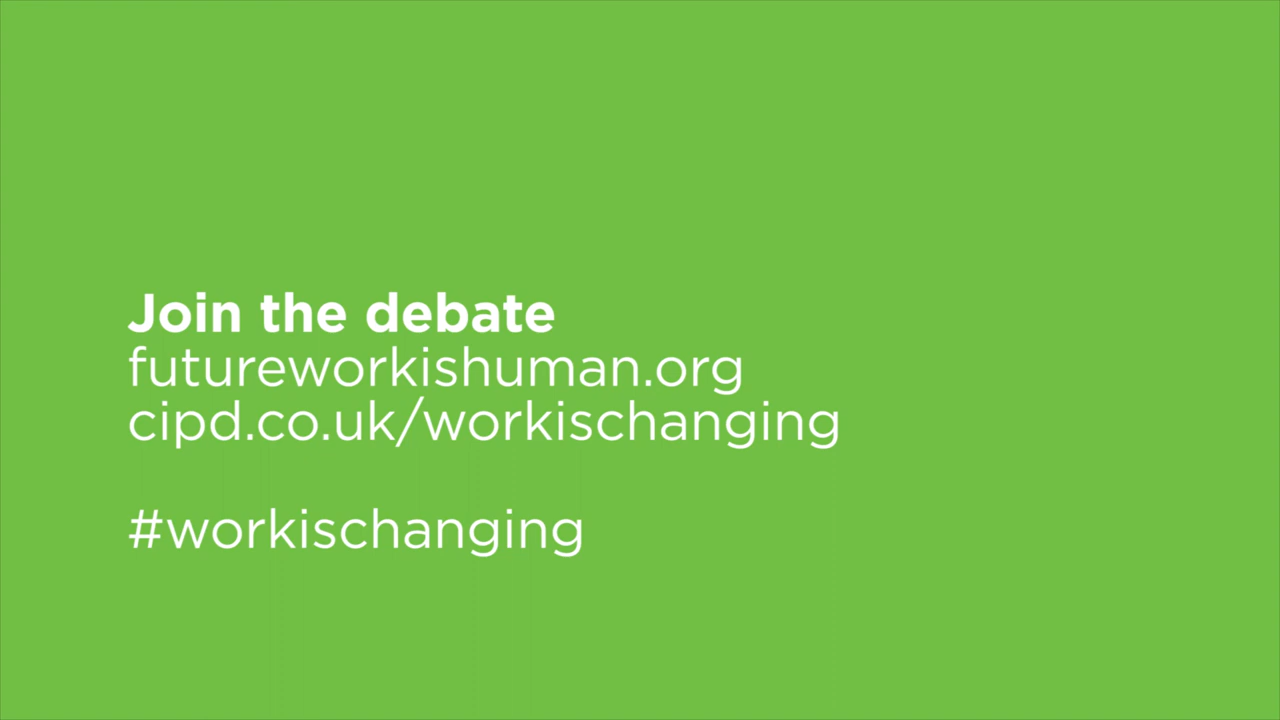 Join the debate
futureworkishuman.org
cipd.co.uk/workischanging
#workischanging